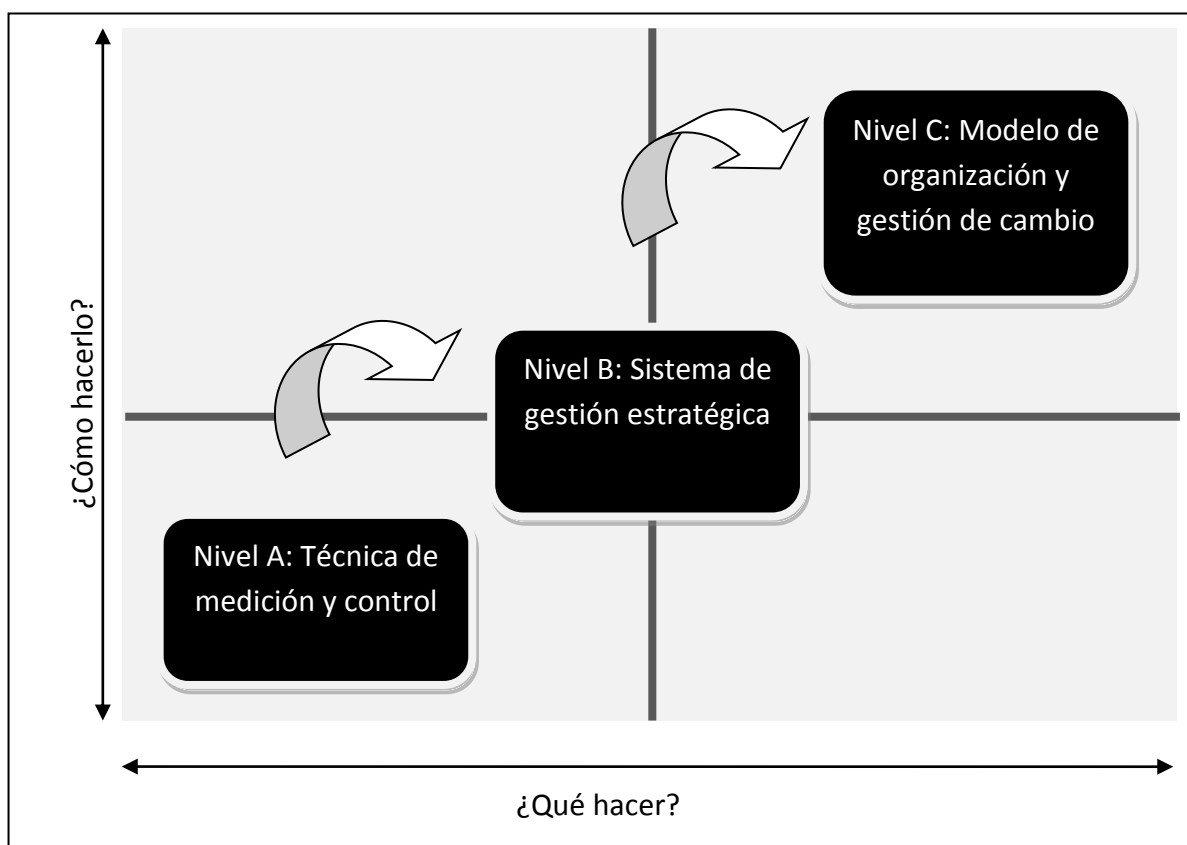 Nivel C: Modelo de
organización y
gestión de cambio
¿Cómo hacerlo?
Nivel B: Sistema de
gestión estratégica
Nivel A: Técnica de
medición y control
¿Qué hacer?